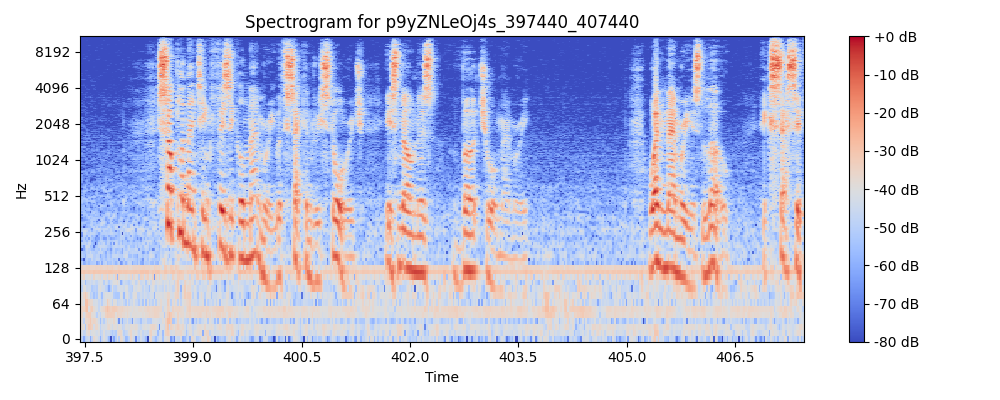 Spectrogram for p9yZNLeOj4s_397440_407440
8192
4096
2048
1024
512
256
128
64
0
Hz
397.5 399.0 400.5 402.0 403.5 405.0 406.5
Time
+0 dB
-10 dB
-20 dB
-30 dB
-40 dB
-50 dB
-60 dB
-70 dB
-80 dB